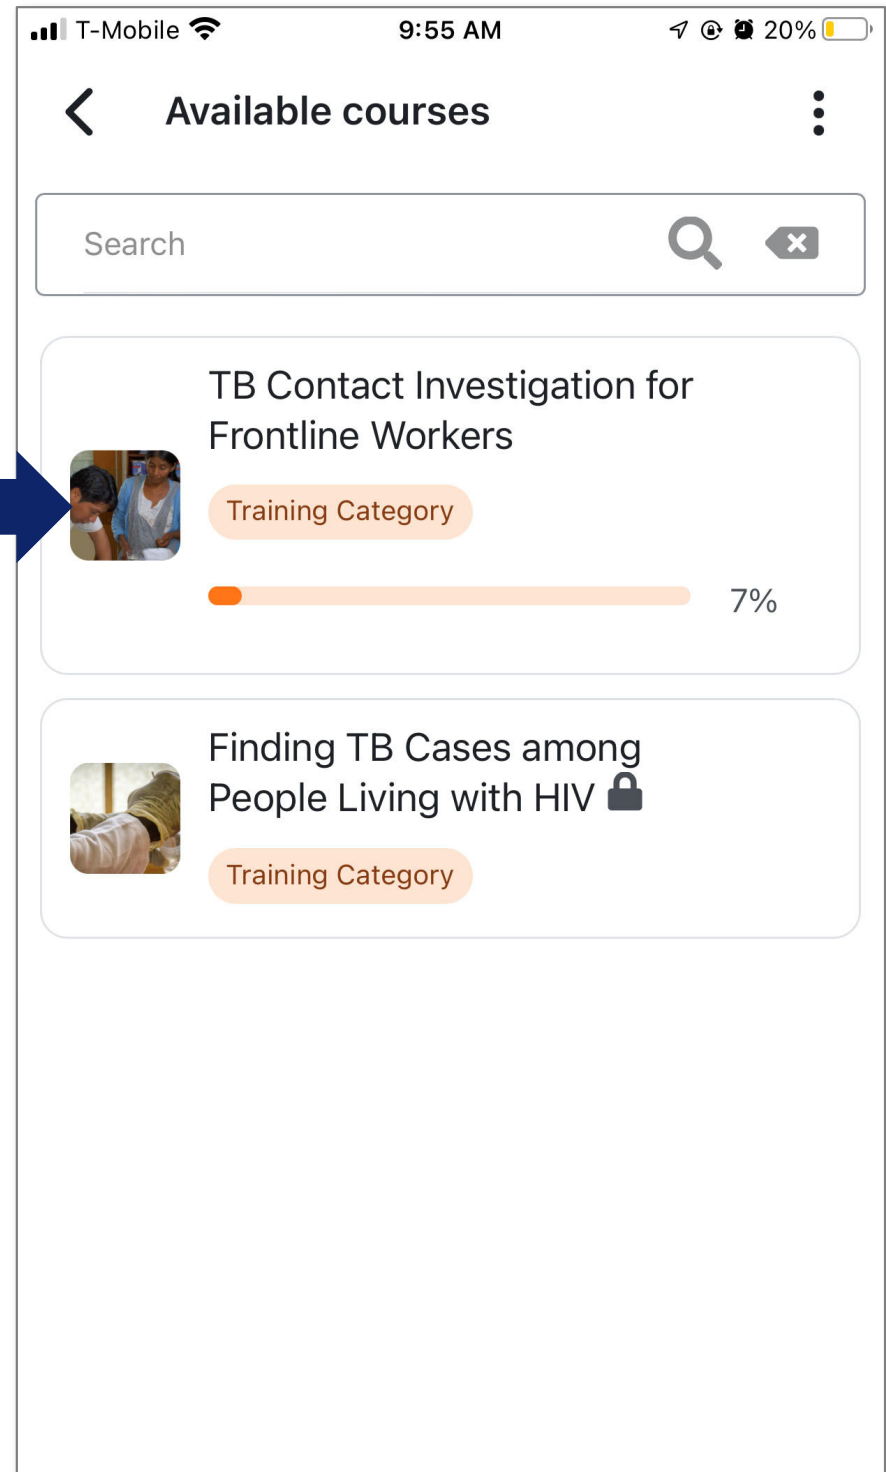 T-Mobile 9:55 AM 20%
Available courses
Search
TB Contact Investigation for
Frontline Workers
Training Category
7%
Finding TB Cases among
People Living with HIV
Training Category